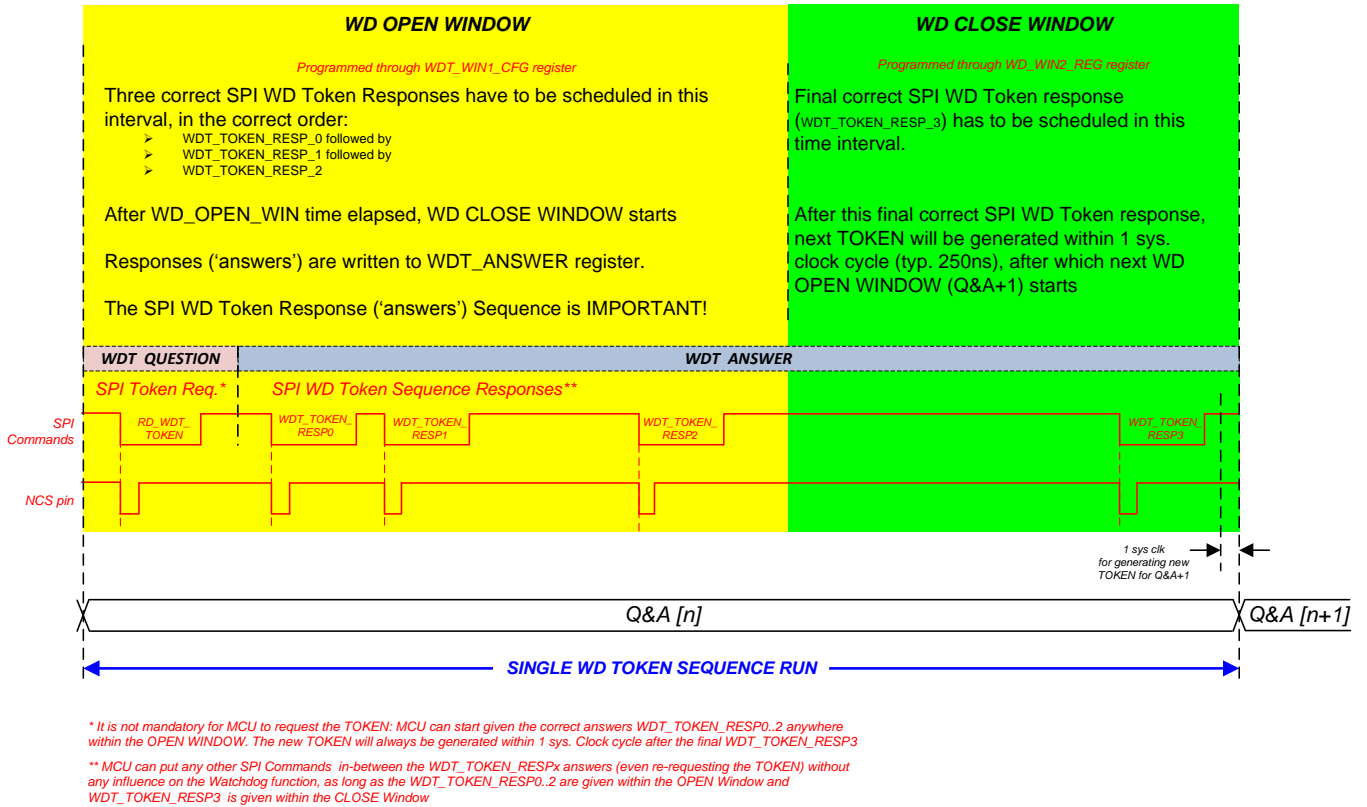 WD OPEN WINDOW
Programmed through WDT_WIN1_CFG register
Three correct SPI WD Token Responses have to be scheduled in this
interval, in the correct order:
➢ WDT_TOKEN_RESP_0 followed by
➢ WDT_TOKEN_RESP_1 followed by
➢ WDT_TOKEN_RESP_2
After WD_OPEN_WIN time elapsed, WD CLOSE WINDOW starts
Responses (‘answers’) are written to WDT_ANSWER register.
The SPI WD Token Response (‘answers’) Sequence is IMPORTANT!
WD CLOSE WINDOW
Programmed through WD_WIN2_REG register
Final correct SPI WD Token response
(WDT_TOKEN_RESP_3) has to be scheduled in this
time interval.
After this final correct SPI WD Token response,
next TOKEN will be generated within 1 sys.
clock cycle (typ. 250ns), after which next WD
OPEN WINDOW (Q&A+1) starts
WDT QUESTION
WDT ANSWER
SPI Token Req.*
SPI WD Token Sequence Responses**
SPI
Commands
RD_WDT_
TOKEN
WDT_TOKEN_
RESP0
WDT_TOKEN_
RESP1
WDT_TOKEN_
RESP2
WDT_TOKEN_
RESP3
NCS pin
1 sys clk
for generating new
TOKEN for Q&A+1
Q&A [n]
Q&A [n+1]
SINGLE WD TOKEN SEQUENCE RUN
* It is not mandatory for MCU to request the TOKEN: MCU can start given the correct answers WDT_TOKEN_RESP0..2 anywhere
within the OPEN WINDOW. The new TOKEN will always be generated within 1 sys. Clock cycle after the final WDT_TOKEN_RESP3
** MCU can put any other SPI Commands in-between the WDT_TOKEN_RESPx answers (even re-requesting the TOKEN) without
any influence on the Watchdog function, as long as the WDT_TOKEN_RESP0..2 are given within the OPEN Window and
WDT_TOKEN_RESP3 is given within the CLOSE Window